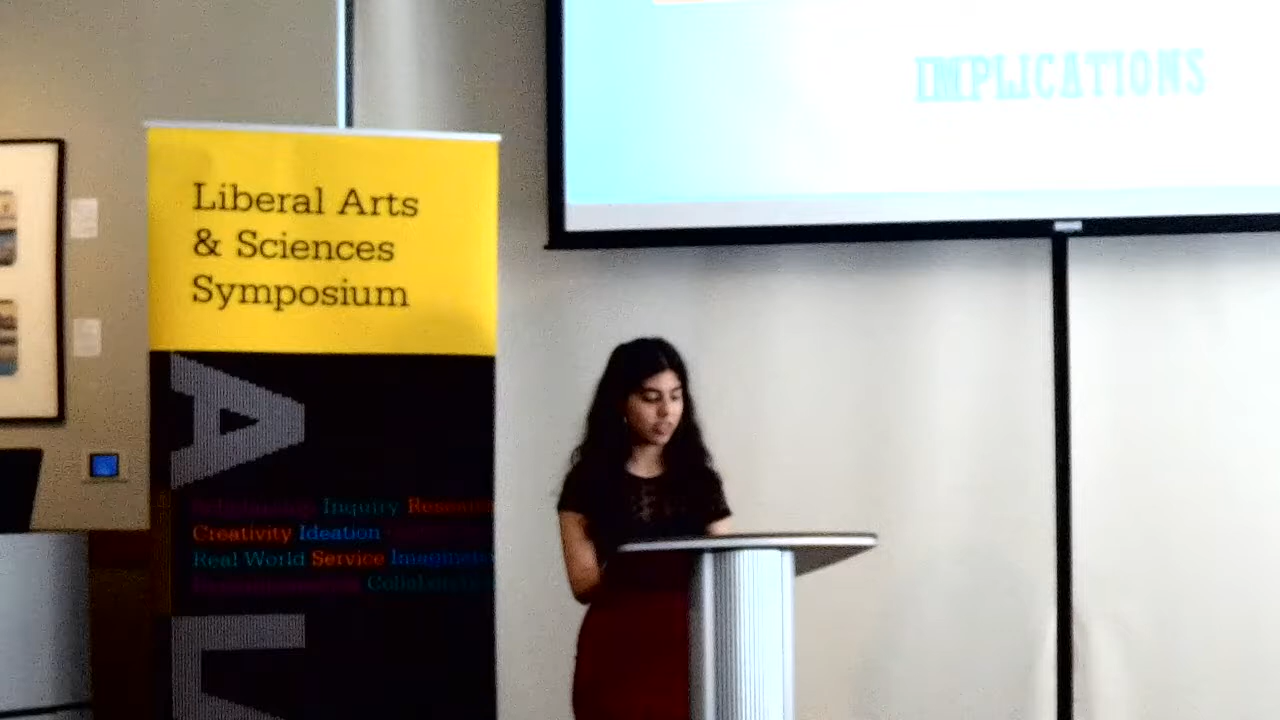 IMPLICATIONS
Liberal Arts
& Sciences
Symposium
A
Inquiry
Creativity Ideation
Real World Service
L